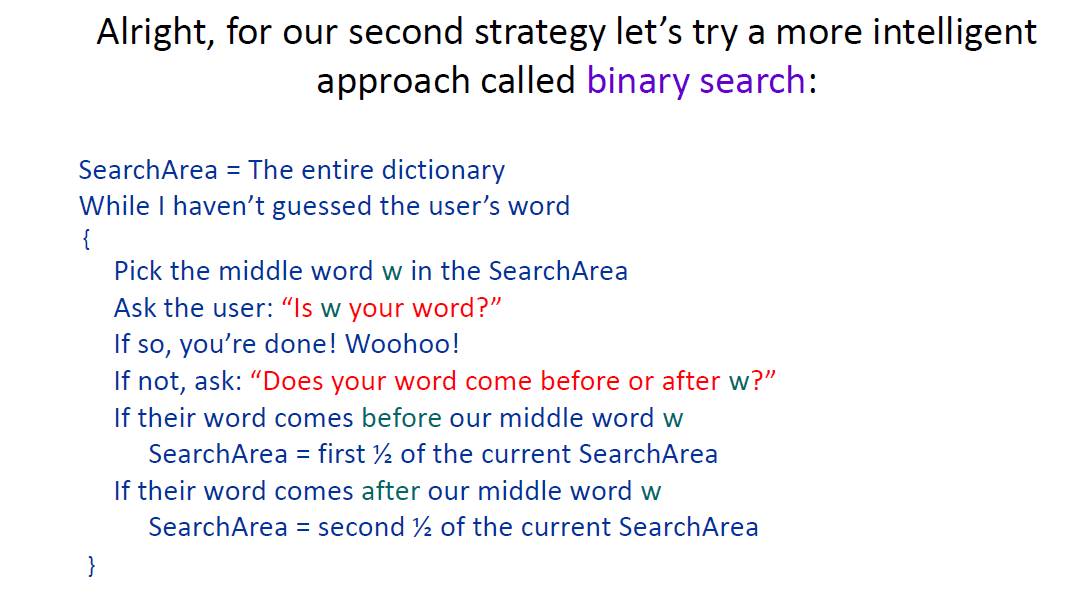 Alright, for our second strategy let’s try a more intelligent
approach called binary search:
SearchArea = The entire dictionary
While I haven’t guessed the user’s word
{
Pick the middle word w in the SearchArea
Ask the user: “Is w your word?”
If so, you’re done! Woohoo!
If not, ask: “Does your word come before or after w?”
If their word comes before our middle word w
SearchArea = first ½ of the current SearchArea
If their word comes after our middle word w
SearchArea = second ½ of the current SearchArea
}